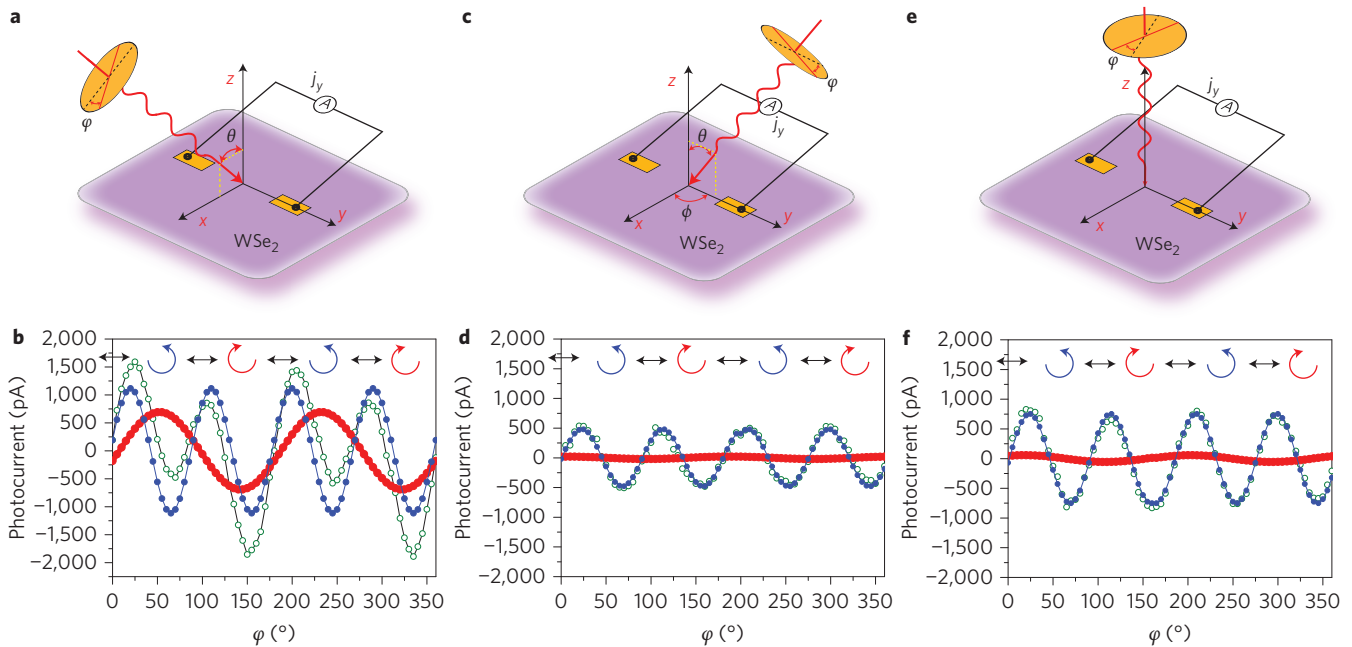 a
c
e
φ
z
j_y
A
θ
x
y
WSe2
z
θ
A
j_y
φ
ϕ
x
y
WSe2
φ
z
j_y
A
x
y
WSe2
b
2,000
1,500
1,000
500
0
−500
−1,000
−1,500
−2,000
Photocurrent (pA)
0 50 100 150 200 250 300 350
φ (°)
d
2,000
1,500
1,000
500
0
−500
−1,000
−1,500
−2,000
Photocurrent (pA)
0 50 100 150 200 250 300 350
φ (°)
f
2,000
1,500
1,000
500
0
−500
−1,000
−1,500
−2,000
Photocurrent (pA)
0 50 100 150 200 250 300 350
φ (°)